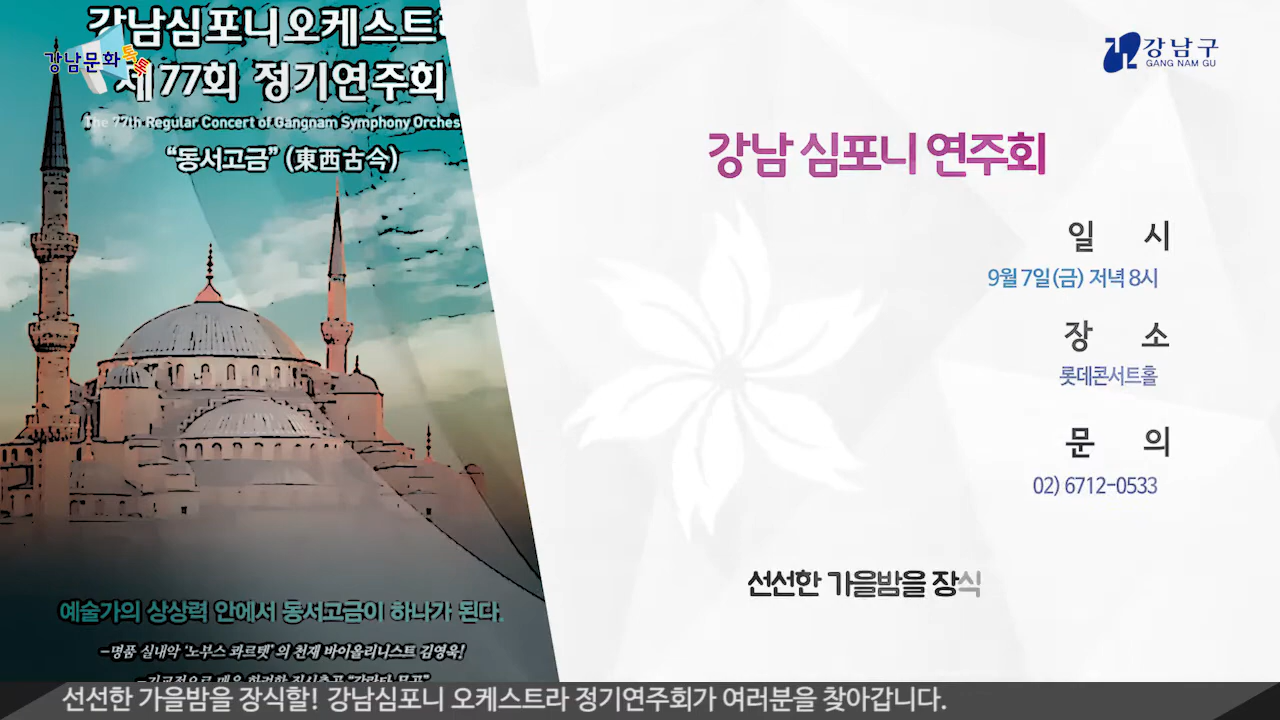 강남심포니오케스트라
제77회 정기연주회
The 77th Regular Concert of Gangnam Symphony Orches
“동서고금” (東西古今)
강남문화톡톡
예술가의 상상력 안에서 동서고금이 하나가 된다.
-명품 실내악 ‘노부스 콰르텟’의 천재 바이올리니스트 김영욱!
강남구
GANG NAM GU
강남 심포니 연주회
일 시
9월 7일(금) 저녁 8시
장 소
롯데콘서트홀
문 의
02) 6712-0533
선선한 가을밤을 장식
선선한 가을밤을 장식할! 강남심포니 오케스트라 정기연주회가 여러분을 찾아갑니다.